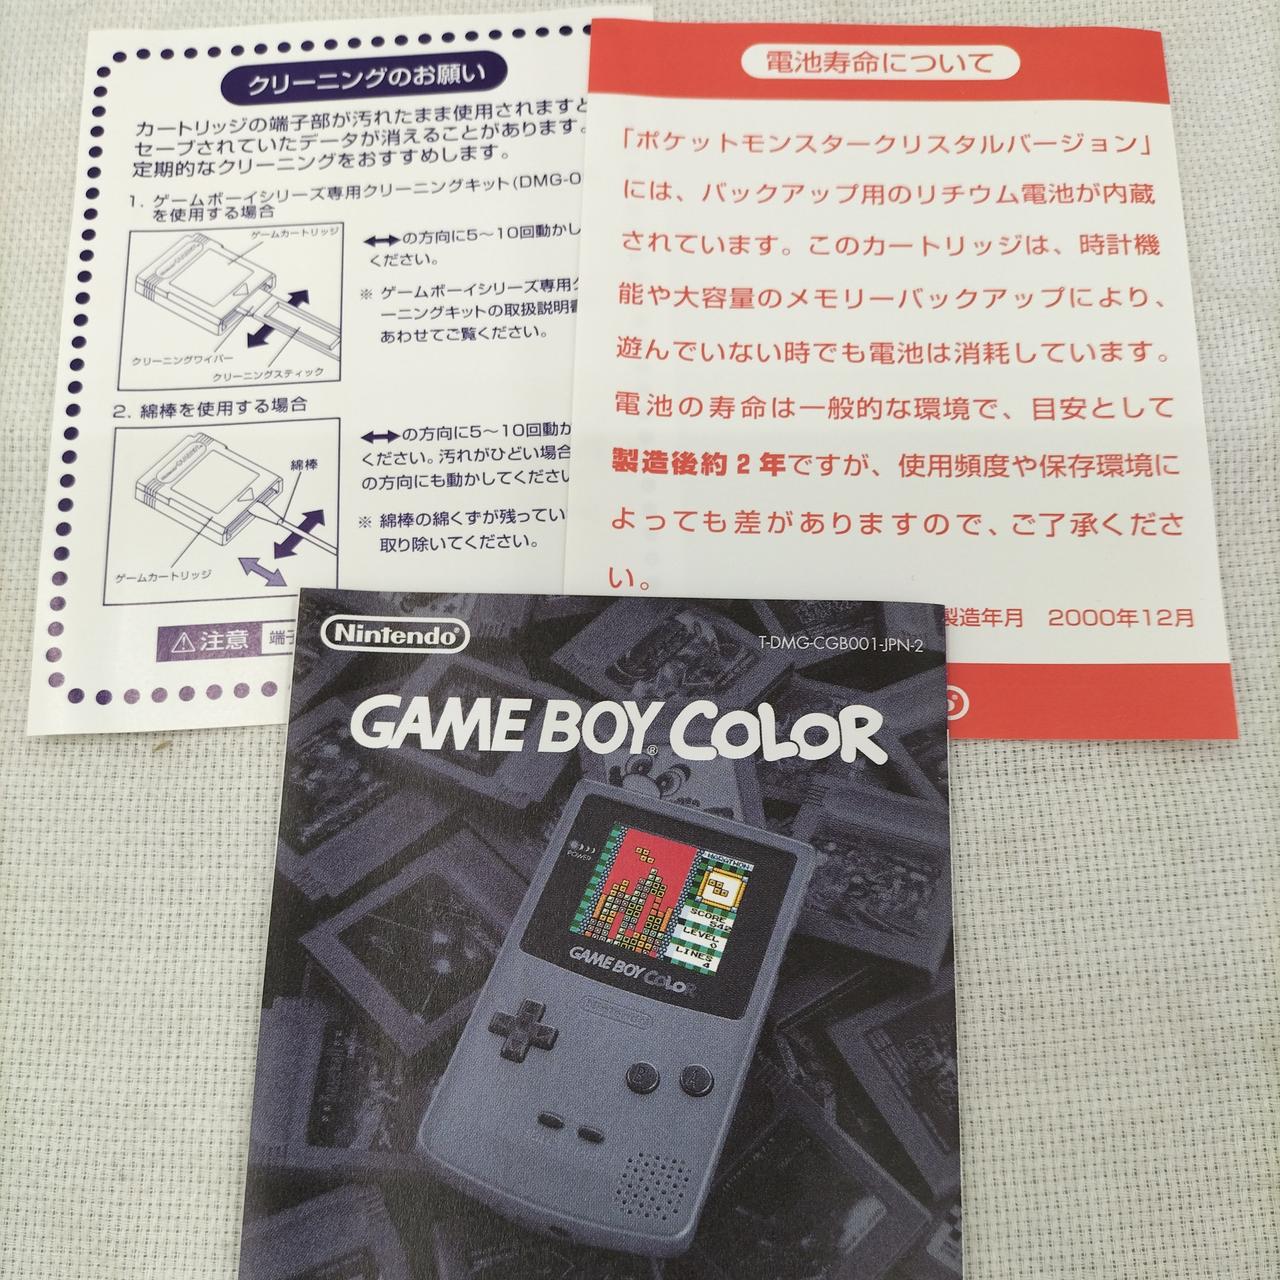 クリーニングのお願い
カートリッジの端子部が汚れたまま使用されますと
セーブされていたデータが消えることがあります。
定期的なクリーニングをおすすめします。
1. ゲームボーイシリーズ専用クリーニングキット(DMG-0
を使用する場合
ゲームカートリッジ
クリーニングワイパー
クリーニングスティック
の方向に5〜10回動かし
ください。
※ ゲームボーイシリーズ専用ク
ーニングキットの取扱説明書
あわせてご覧ください。
2. 綿棒を使用する場合
綿棒
ゲームカートリッジ
の方向に5〜10回動か
ください。汚れがひどい場合
の方向にも動かしてくださ
※ 綿棒の綿くずが残ってい
取り除いてください。
注意 端子
電池寿命について
「ポケットモンスタークリスタルバージョン」
には、バックアップ用のリチウム電池が内蔵
されています。このカートリッジは、時計機
能や大容量のメモリーバックアップにより、
遊んでいない時でも電池は消耗しています。
電池の寿命は一般的な環境で、目安として
製造後約2年ですが、使用頻度や保存環境に
よっても差がありますので、ご了承くださ
い。
製造年月 2000年12月
Nintendo
T-DMG-CGB001-JPN-2
GAME BOY COLOR
POWER
MARATHON
SCORE
542
LEVEL
0
LINES
4
GAME BOY COLOR
Nintendo
B A